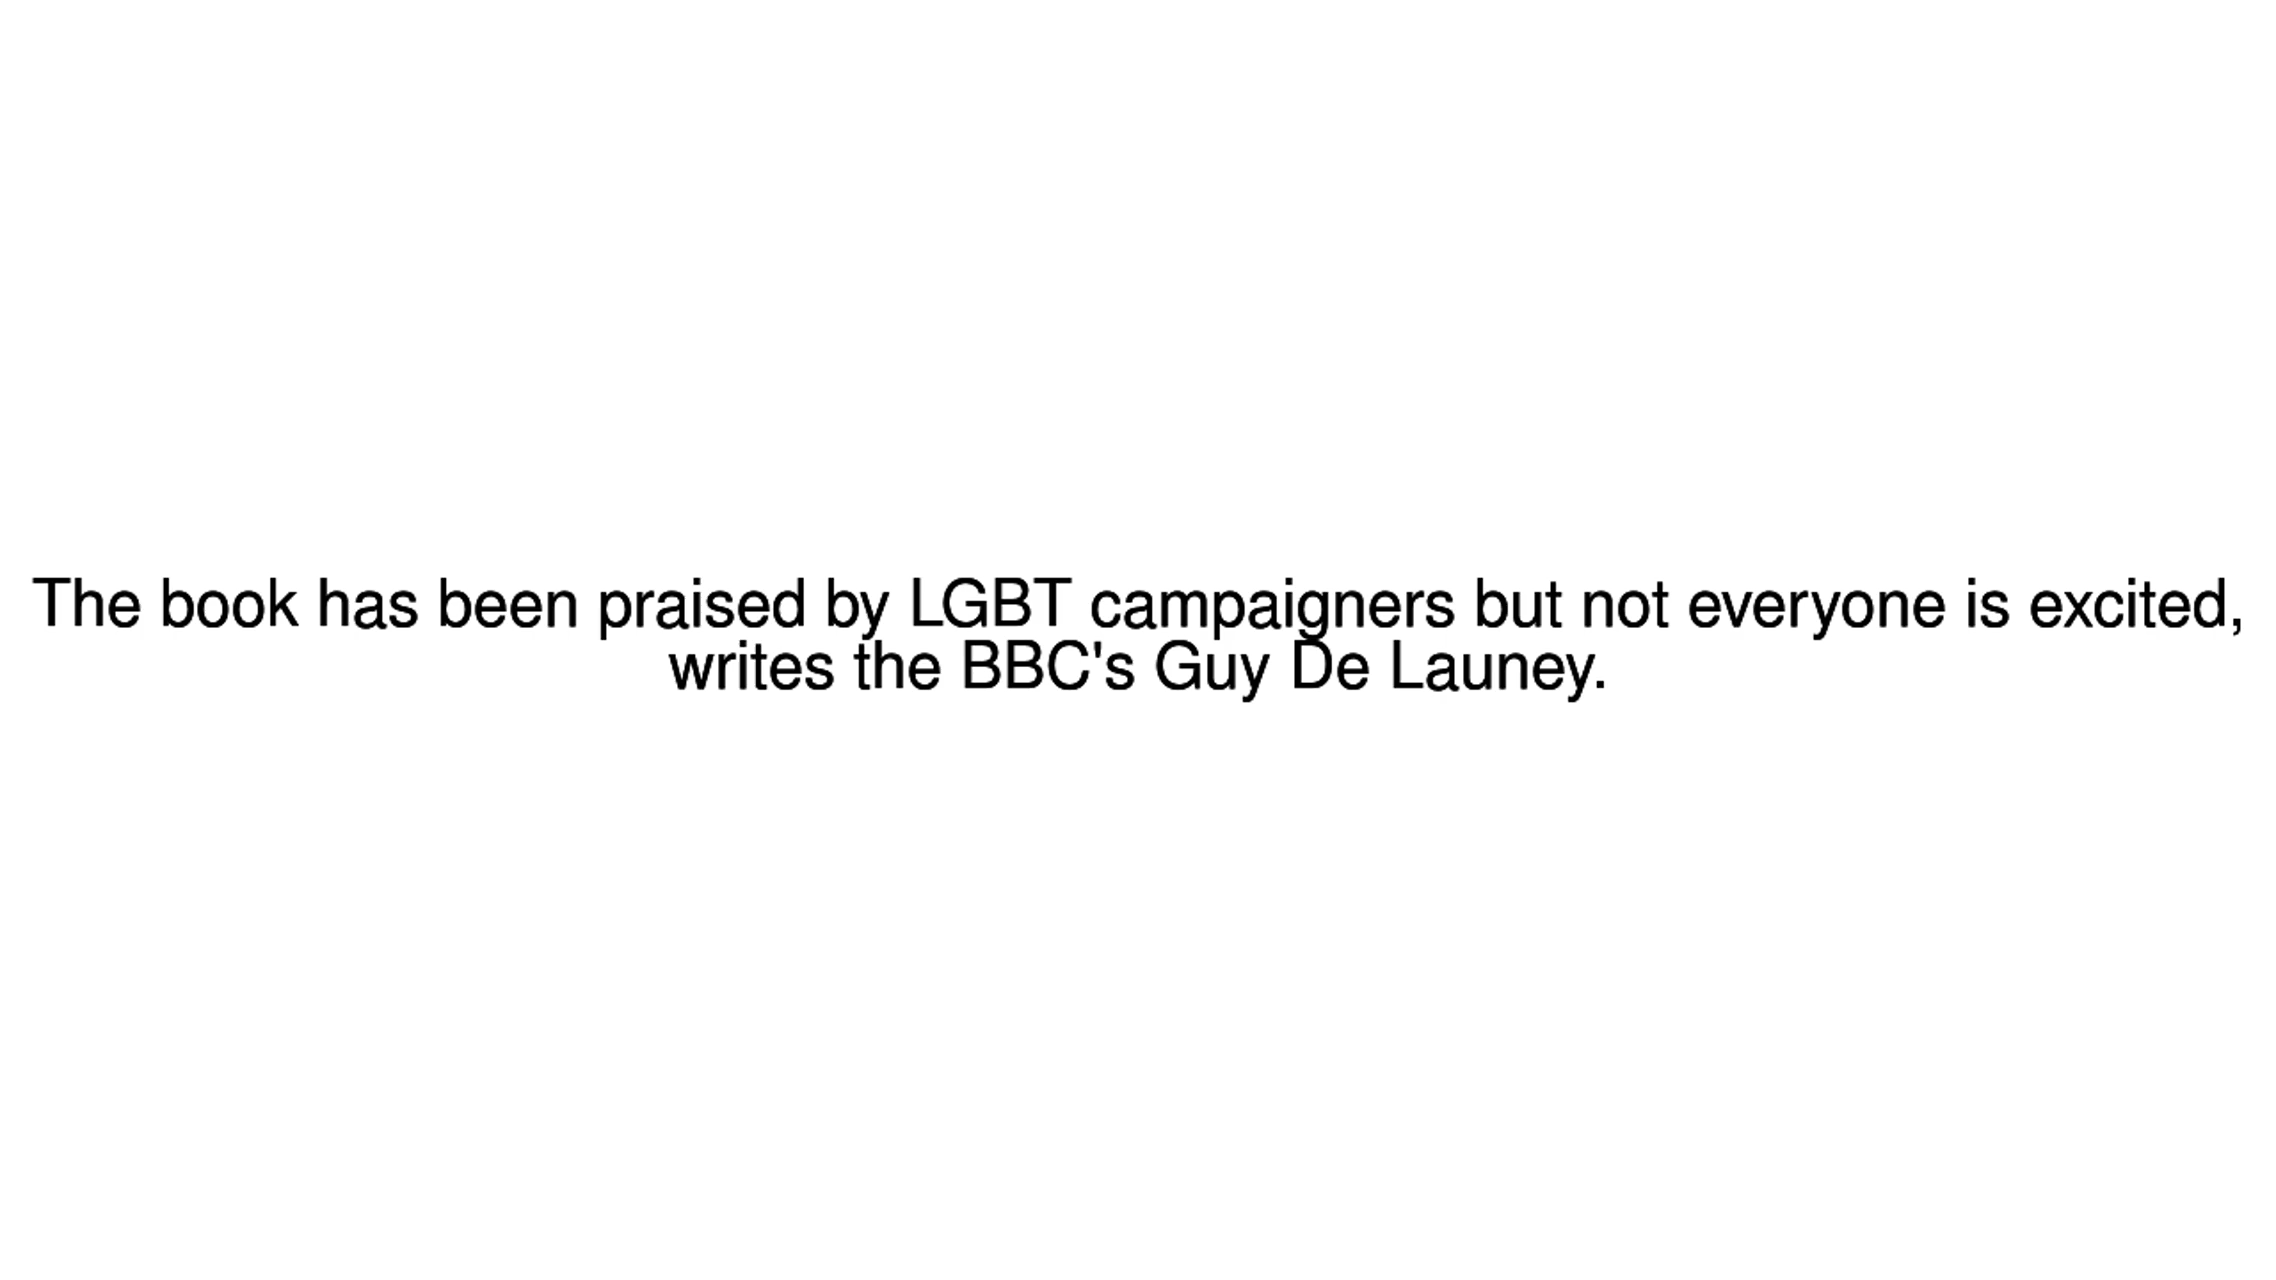 The book has been praised by LGBT campaigners but not everyone is excited,
writes the BBC's Guy De Launey.